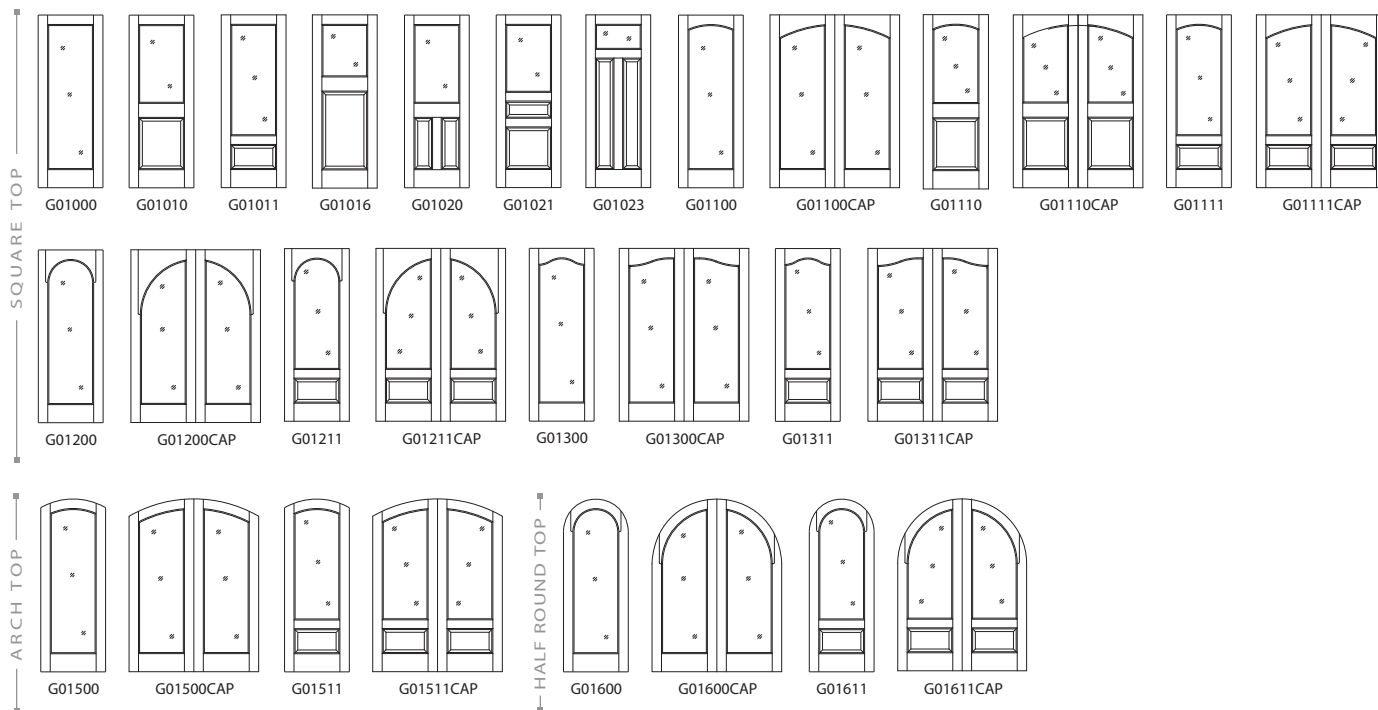 SQUARE TOP
G01000 G01010 G01011 G01016 G01020 G01021 G01023 G01100 G01100CAP G01110 G01110CAP G01111 G01111CAP
G01200 G01200CAP G01211 G01211CAP G01300 G01300CAP G01311 G01311CAP
ARCH TOP
G01500 G01500CAP G01511 G01511CAP
HALF ROUND TOP
G01600 G01600CAP G01611 G01611CAP